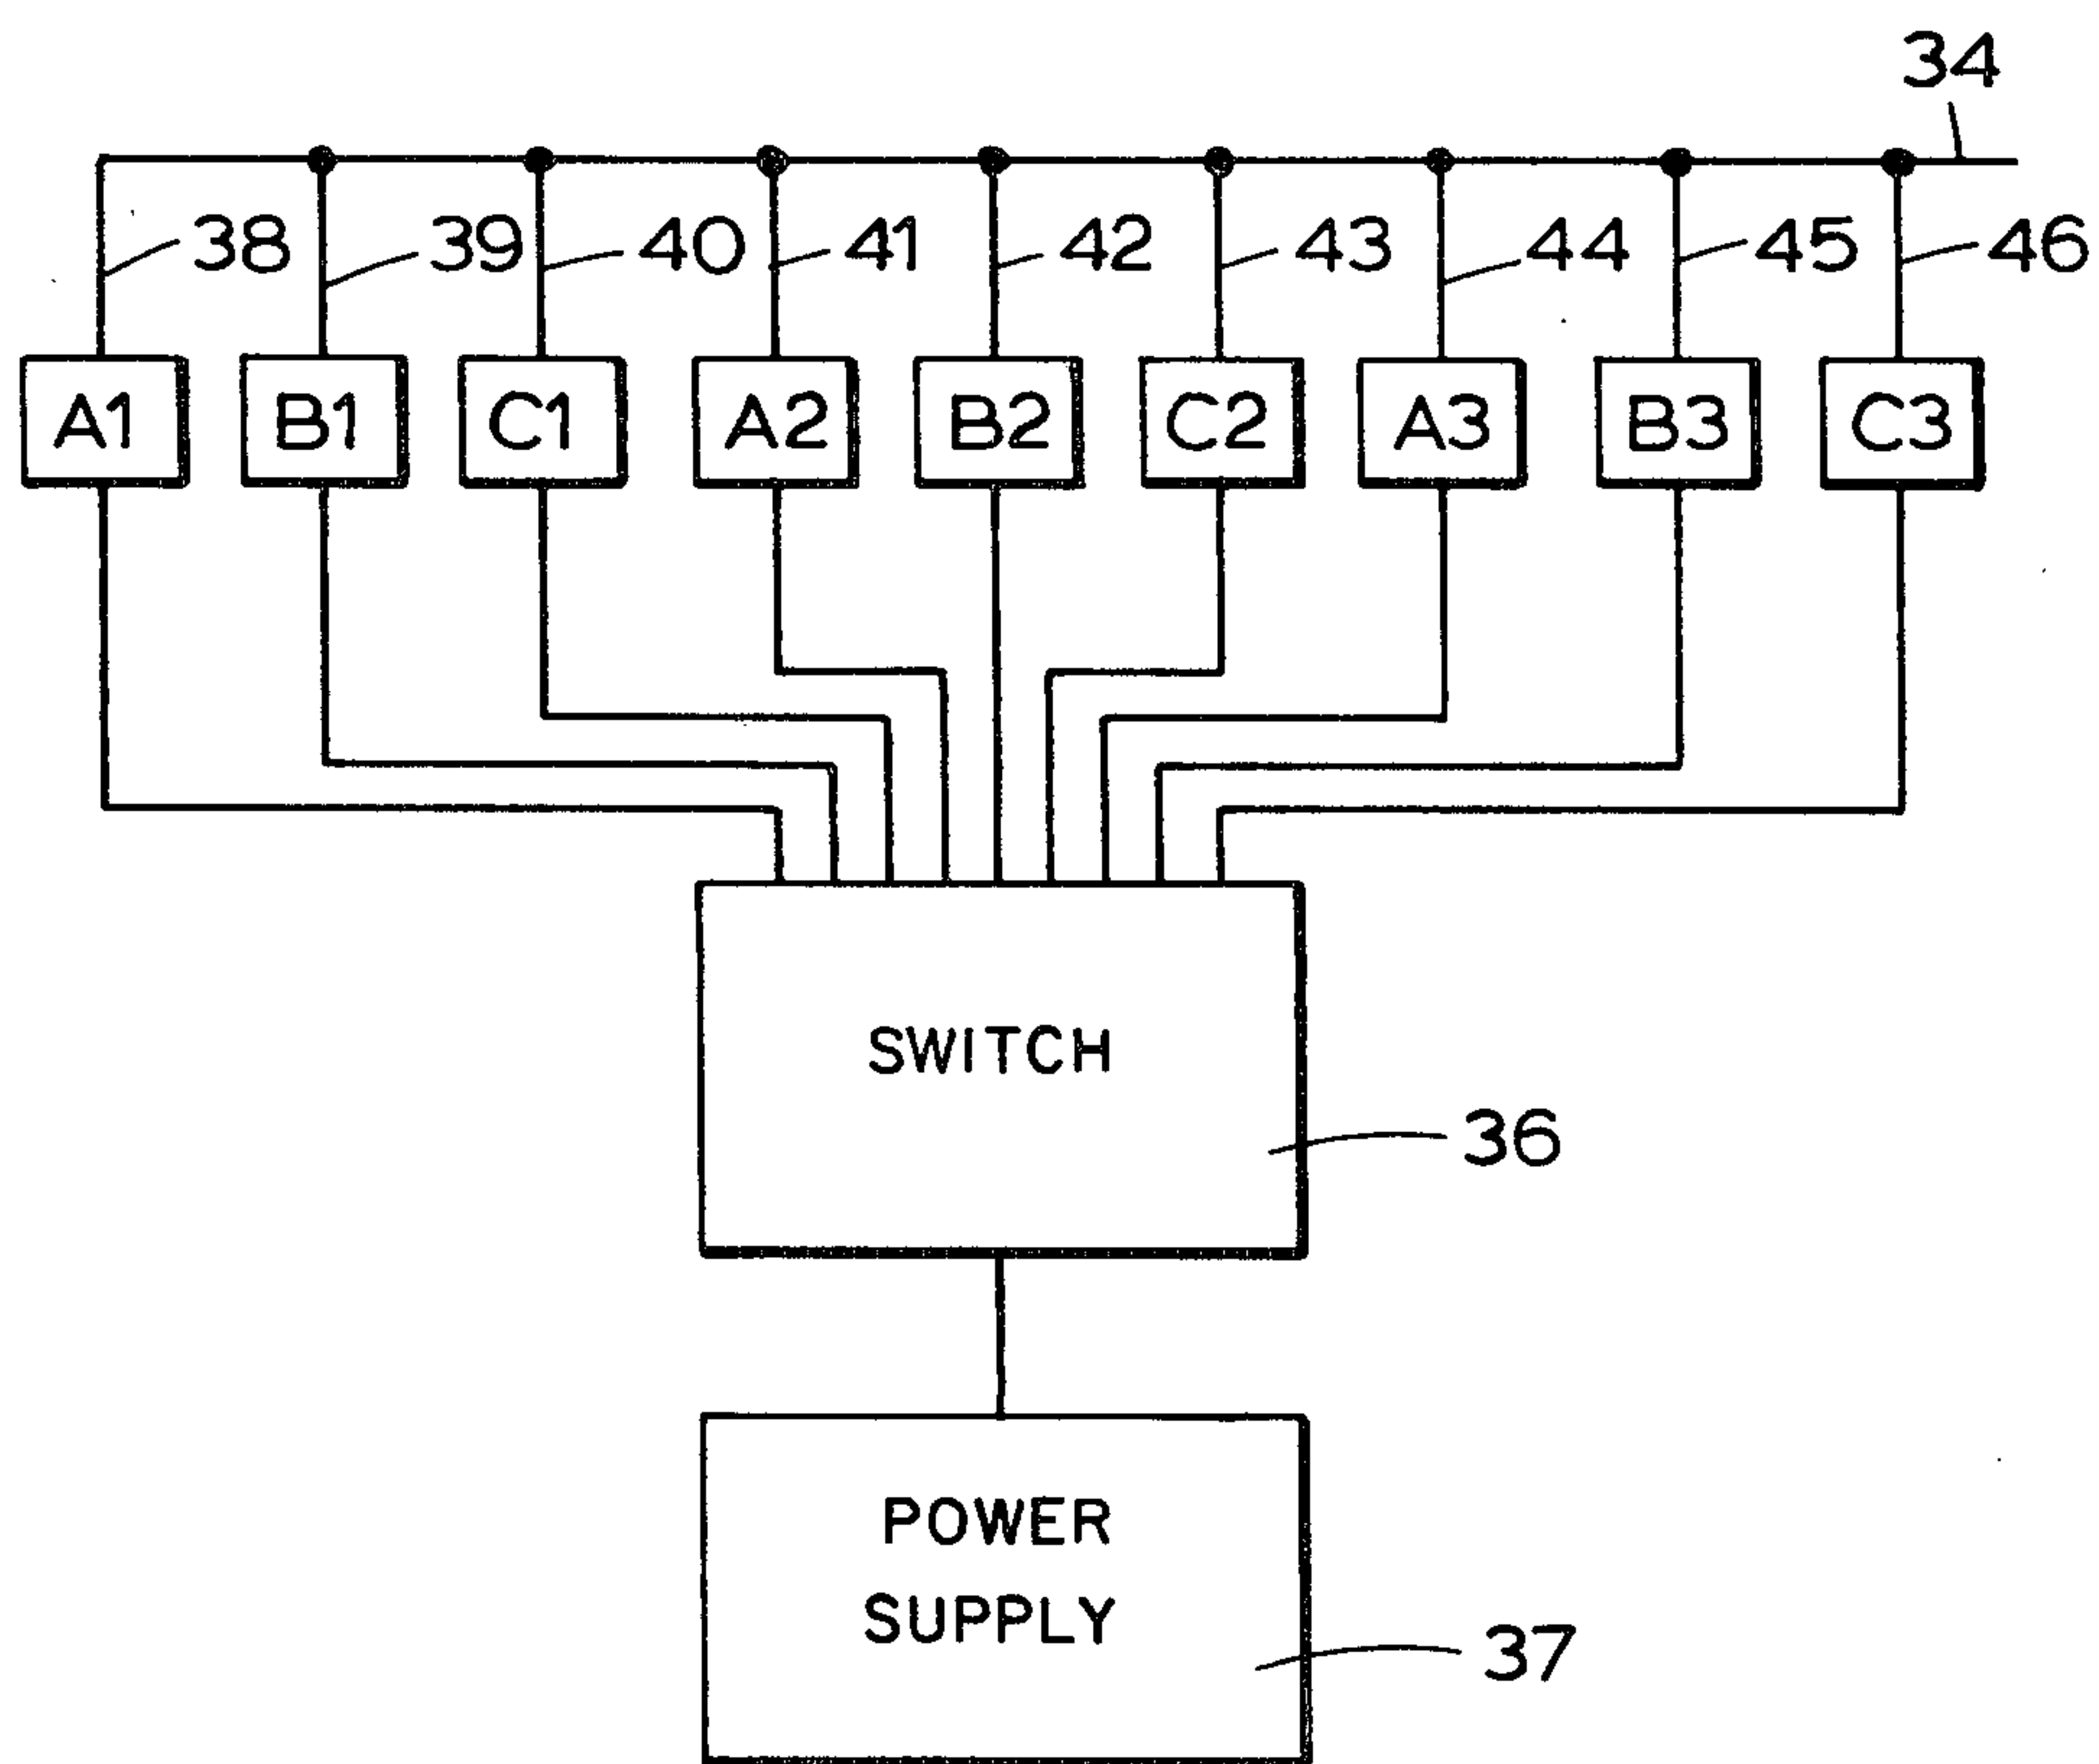 34
38 39 40 41 42 43 44 45 46
A1 B1 C1 A2 B2 C2 A3 B3 C3
SWITCH
36
POWER
SUPPLY
37